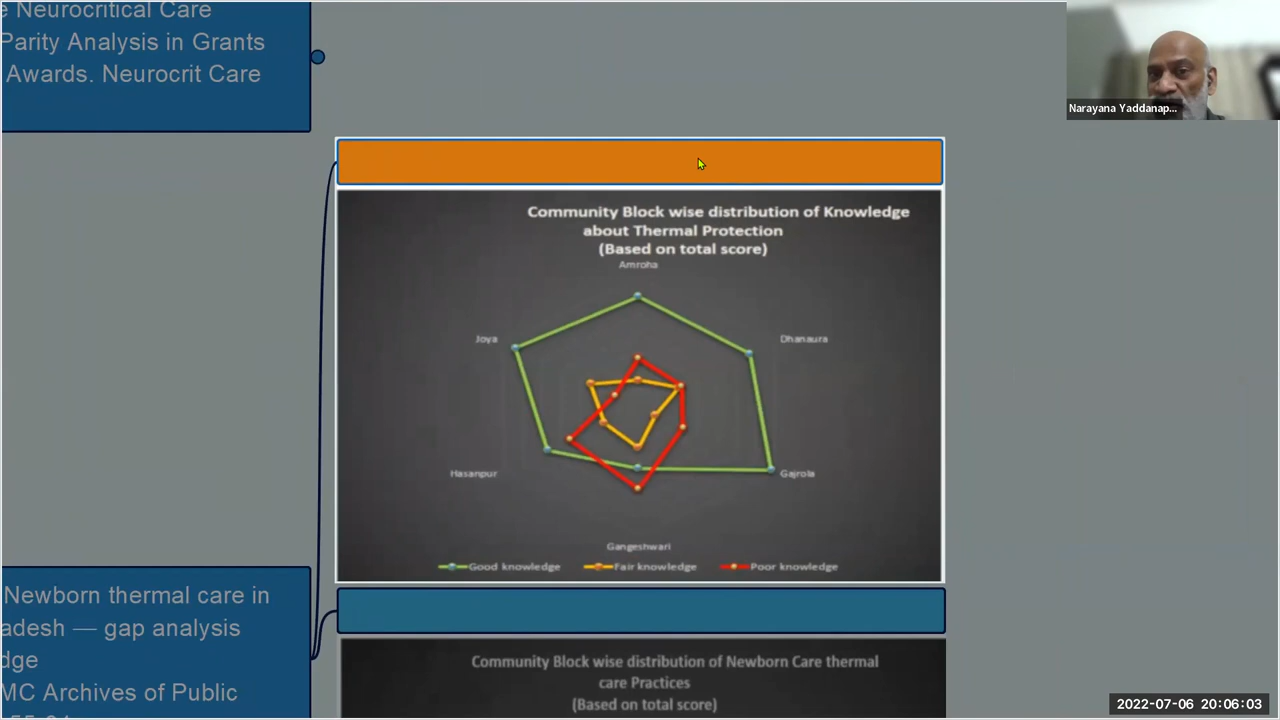 e Neurocritical Care
Parity Analysis in Grants
Awards. Neurocrit Care
Narayana Yaddanap...
Community Block wise distribution of Knowledge
about Thermal Protection
(Based on total score)
Amroha
Joya
Dhanaura
Hasanpur
Gajrola
Gangeshwari
Good knowledge
Fair knowledge
Poor knowledge
Newborn thermal care in
adesh — gap analysis
dge
MC Archives of Public
Community Block wise distribution of Newborn Care thermal
care Practices
(Based on total score)
2022-07-06 20:06:03